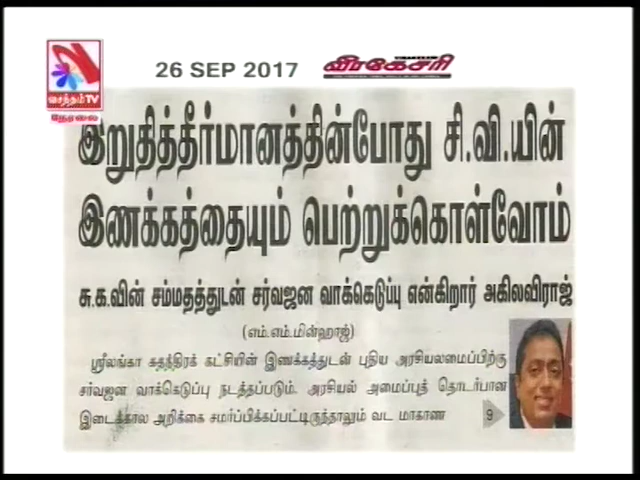 வசந்தம்TV
நேரலை
26 SEP 2017
VIRAKESARI
வீரகேசரி
இறுதித்தீர்மானத்தின்போது சி.வி.யின்
இணக்கத்தையும் பெற்றுக்கொள்வோம்
சு.க.வின் சம்மதத்துடன் சர்வஜன வாக்கெடுப்பு என்கிறார் அகிலவிராஜ்
(எம்.எம்.மின்ஹாஜ்)
ஸ்ரீலங்கா சுதந்திரக் கட்சியின் இணக்கத்துடன் புதிய அரசியலமைப்பிற்கு
சர்வஜன வாக்கெடுப்பு நடத்தப்படும். அரசியல் அமைப்புத் தொடர்பான
இடைக்கால அறிக்கை சமர்ப்பிக்கப்பட்டிருந்தாலும் வட மாகாண
9